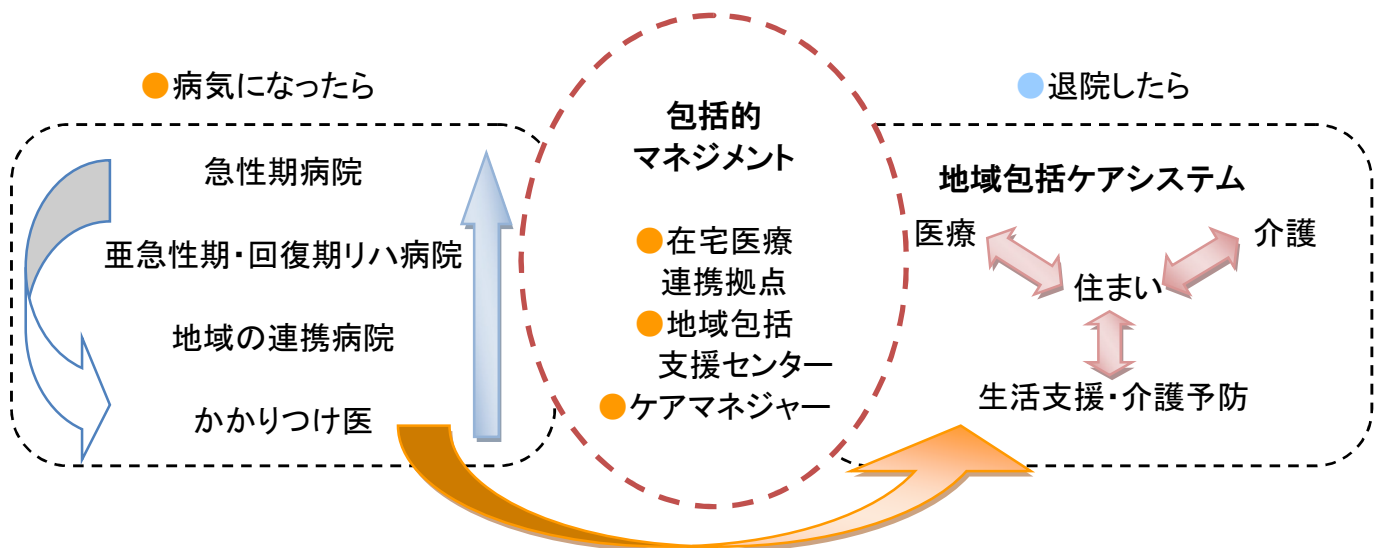 ●病気になったら
急性期病院
亜急性期・回復期リハ病院
地域の連携病院
かかりつけ医
包括的
マネジメント
●在宅医療
連携拠点
●地域包括
支援センター
●ケアマネジャー
●退院したら
地域包括ケアシステム
医療
介護
住まい
生活支援・介護予防